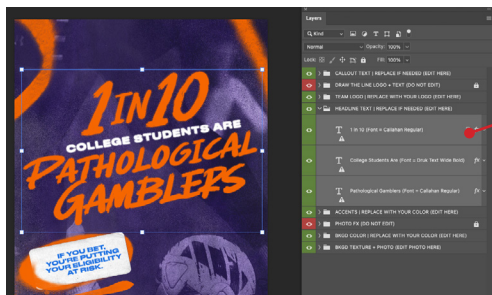 1 IN 10
COLLEGE STUDENTS ARE
PATHOLOGICAL
GAMBLERS
IF YOU BET,
YOU'RE PUTTING
YOUR ELIGIBILITY
AT RISK.
Layers
Kind
Normal
Opacity: 100%
Lock:
Fill: 100%
CALLOUT TEXT | REPLACE IF NEEDED (EDIT HERE)
DRAW THE LINE LOGO + TEXT (DO NOT EDIT)
TEAM LOGO | REPLACE WITH YOUR LOGO (EDIT HERE)
HEADLINE TEXT | REPLACE IF NEEDED (EDIT HERE)
T 1 in 10 (Font = Callahan Regular)
T College Students Are (Font = Druk Text Wide Bold) fx
T Pathological Gamblers (Font = Callahan Regular) fx
ACCENTS | REPLACE WITH YOUR COLOR (EDIT HERE)
PHOTO FX (DO NOT EDIT)
BKGD COLOR | REPLACE WITH YOUR COLOR (EDIT HERE)
BKGD TEXTURE + PHOTO (EDIT PHOTO HERE)